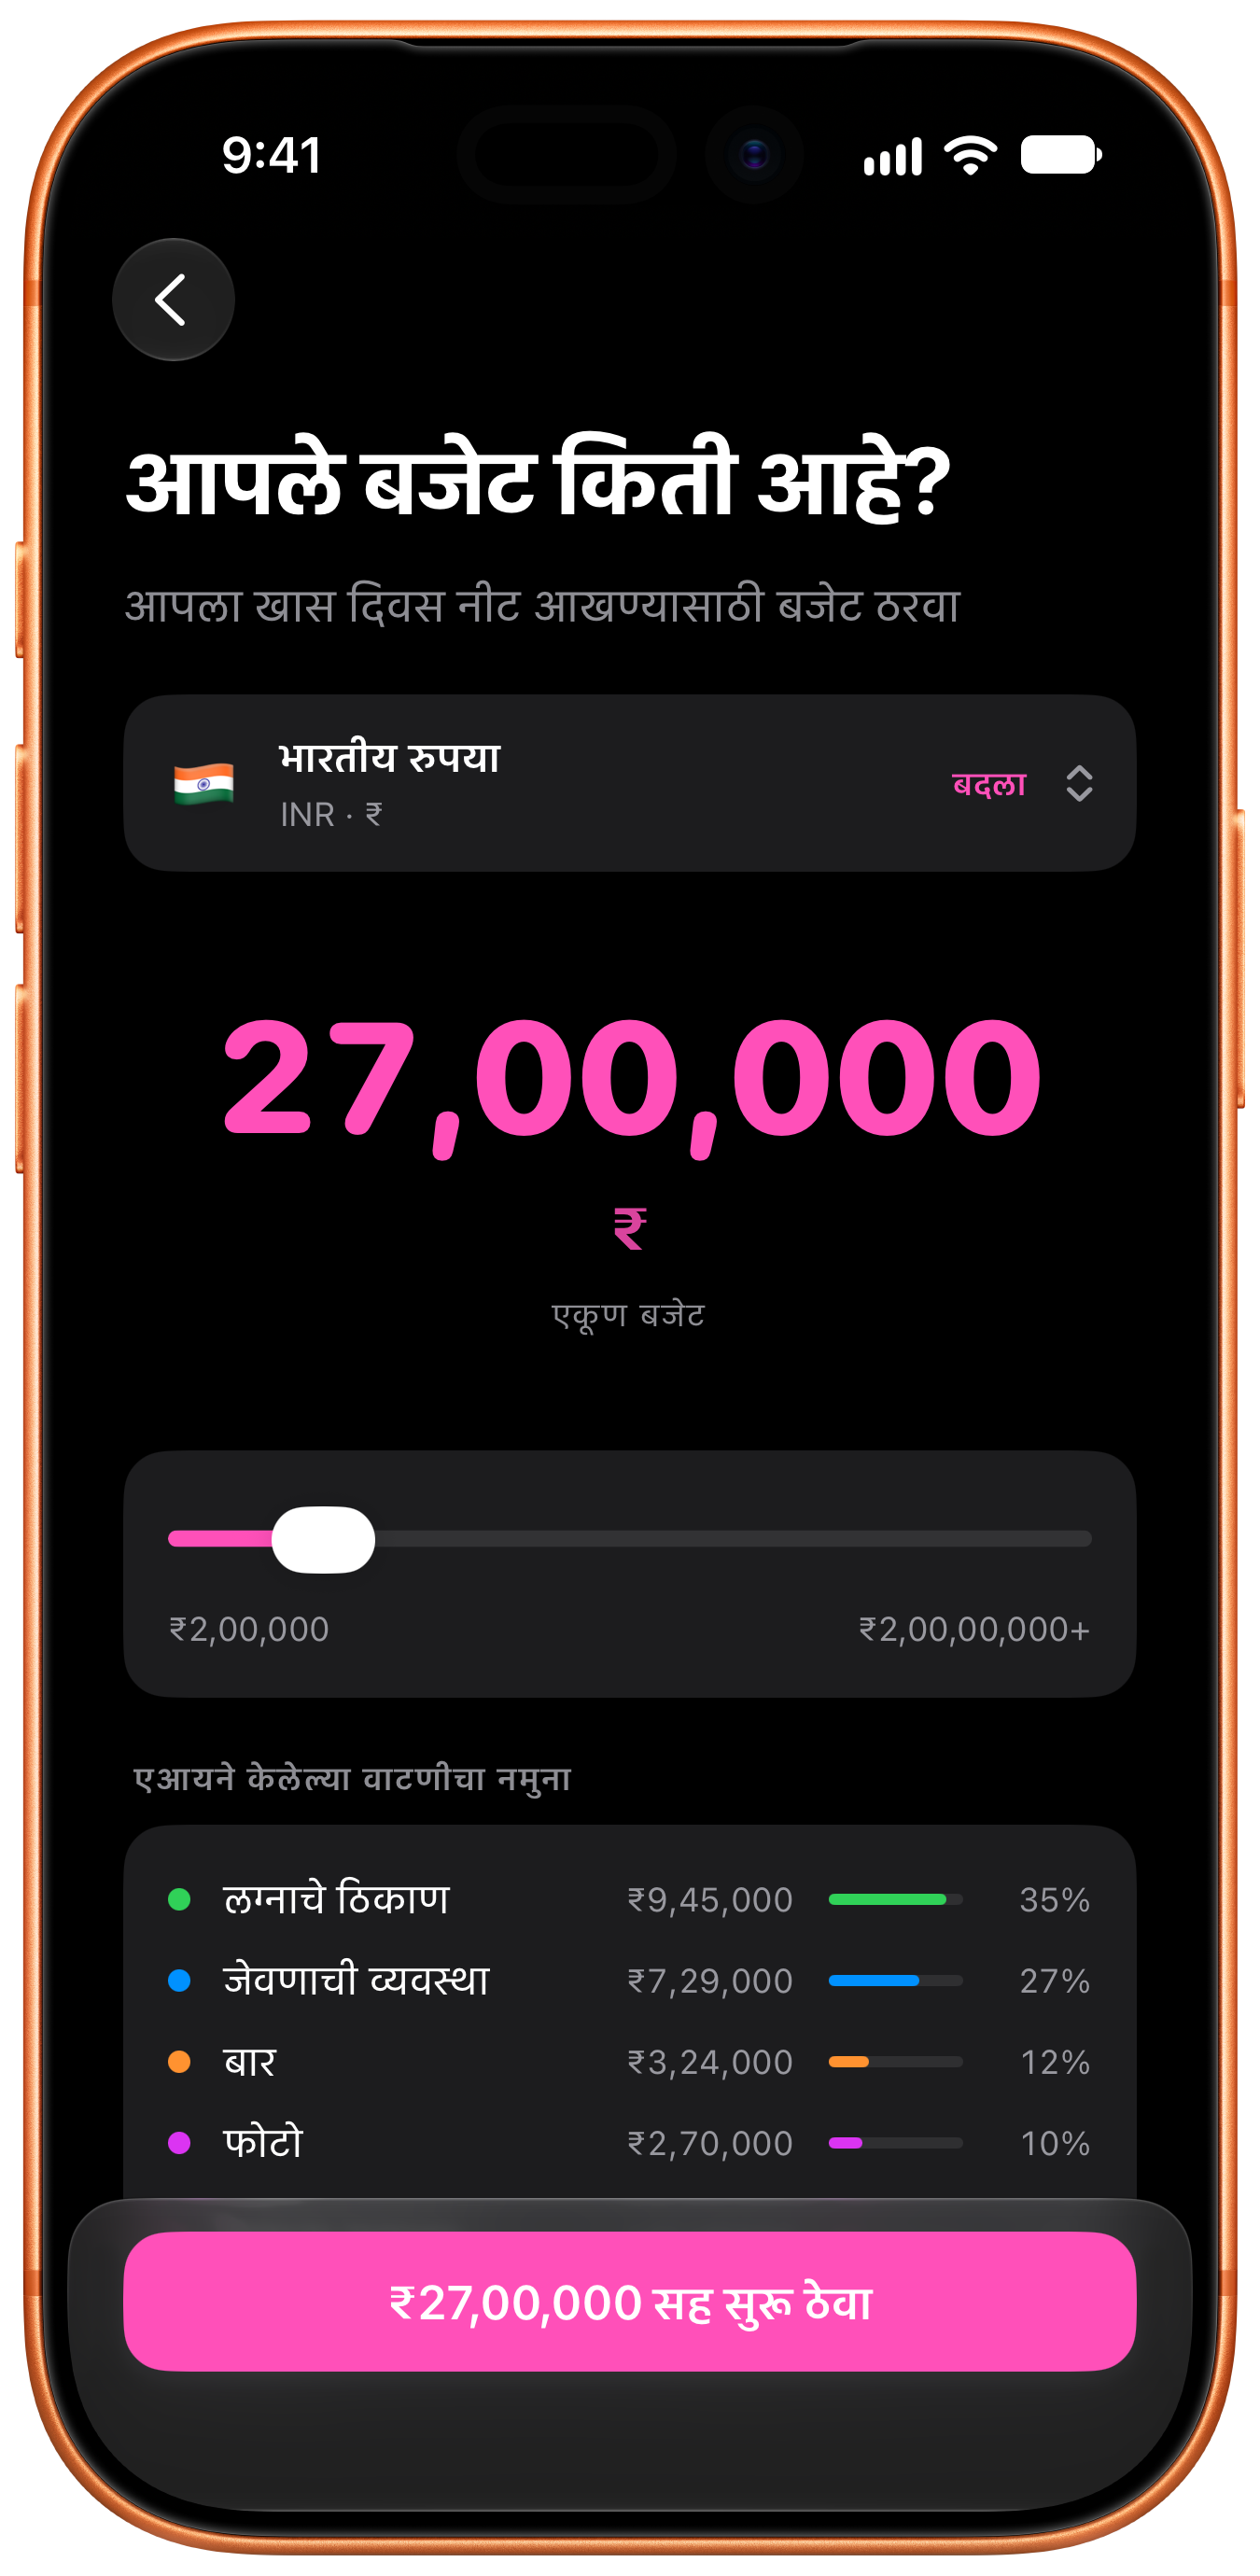 9:41
आपले बजेट किती आहे?
आपला खास दिवस नीट आखण्यासाठी बजेट ठरवा
भारतीय रुपया
INR · ₹
बदला
27,00,000
₹
एकूण बजेट
₹2,00,000 ₹2,00,00,000+
एआयने केलेल्या वाटणीचा नमुना
लग्नाचे ठिकाण ₹9,45,000 35%
जेवणाची व्यवस्था ₹7,29,000 27%
बार ₹3,24,000 12%
फोटो ₹2,70,000 10%
₹27,00,000 सह सुरू ठेवा